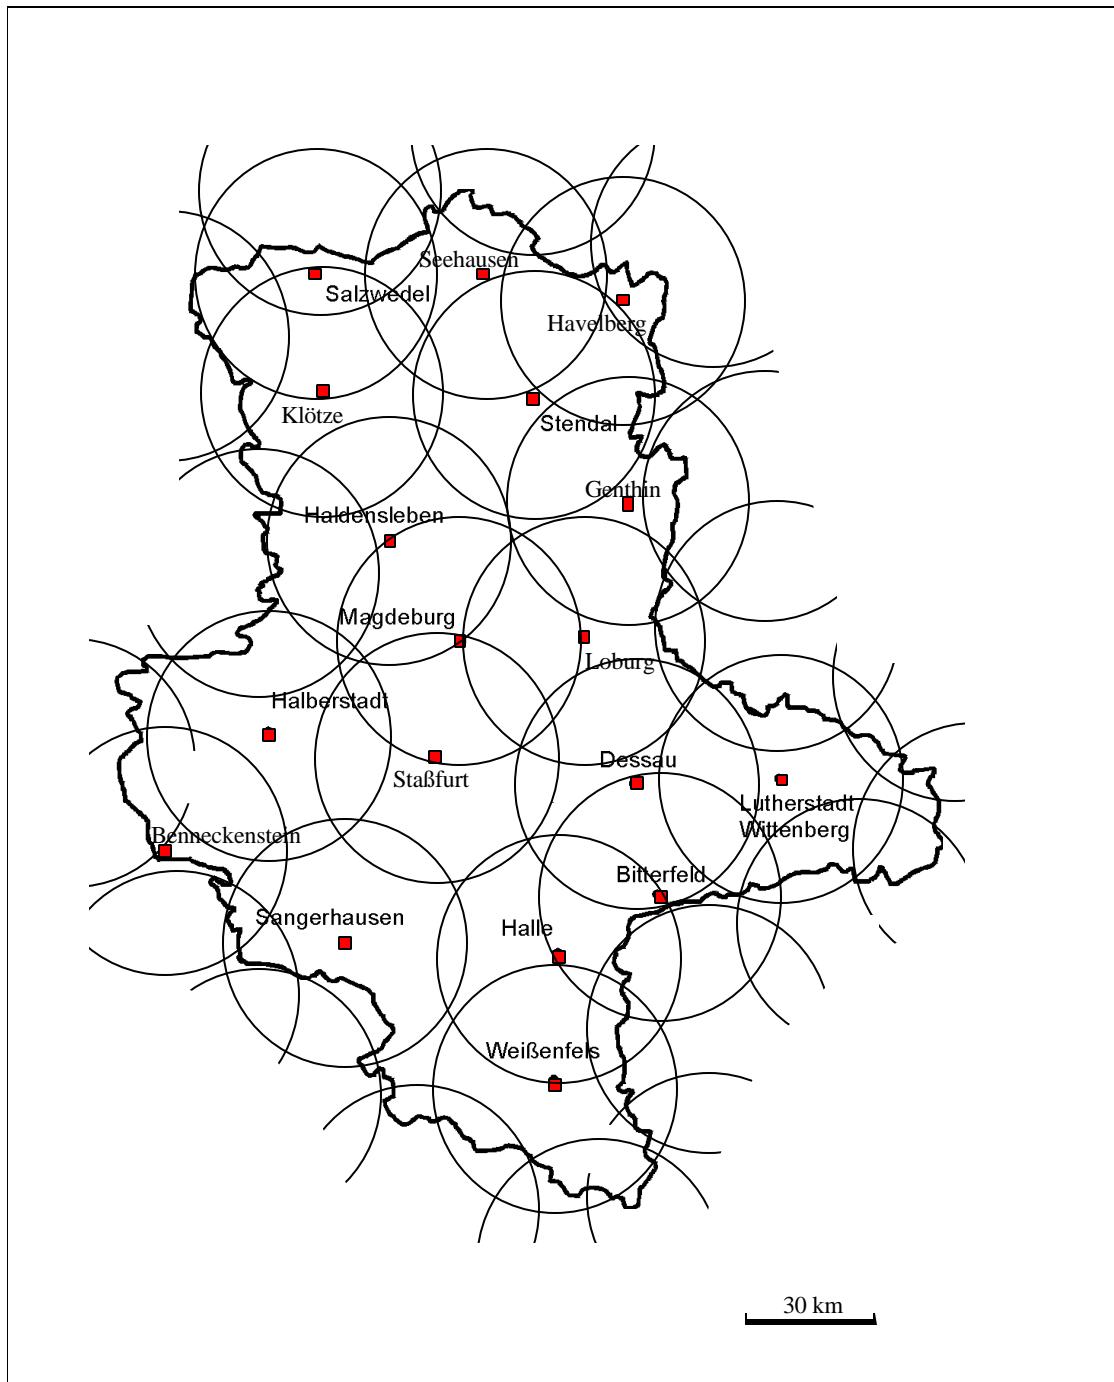 Seehausen
Salzwedel
Havelberg
Klötze
Stendal
Genthin
Haldensleben
Magdeburg
Loburg
Halberstadt
Dessau
Staßfurt
Lutherstadt
Wittenberg
Benneckenstein
Bitterfeld
Sangerhausen
Halle
Weißenfels
30 km